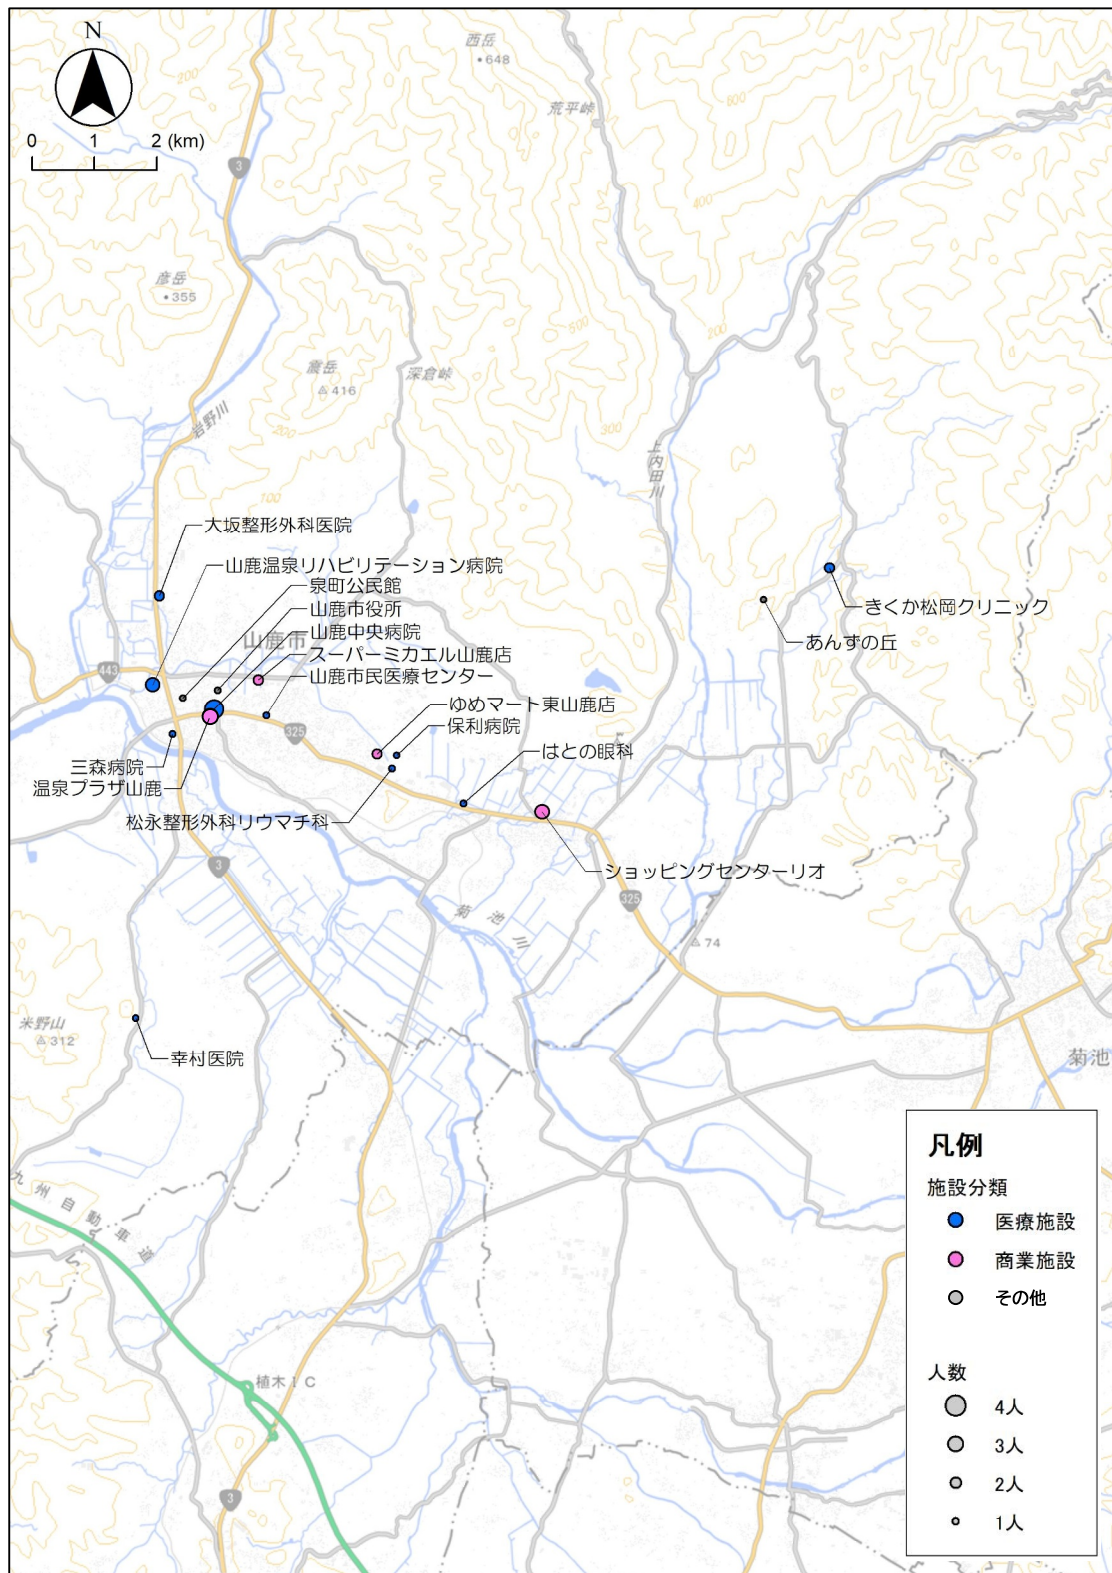 N
0 1 2 (km)
西岳
648
荒平峠
200
600
3
400
彦岳
355
500
200
震岳
416
深倉峠
岩野川
200
300
上内田川
100
大坂整形外科医院
山鹿温泉リハビリテーション病院
泉町公民館
山鹿市役所
山鹿市
山鹿中央病院
スーパーミカエル山鹿店
山鹿市民医療センター
きくか松岡クリニック
あんずの丘
443
ゆめマート東山鹿店
保利病院
はとの眼科
325
三森病院
温泉プラザ山鹿
松永整形外科リウマチ科
3
ショッピングセンターリオ
325
菊池川
74
米野山
312
幸村医院
菊池
九州自動車道
植木IC
3
凡例
施設分類
医療施設
商業施設
その他
人数
4人
3人
2人
1人